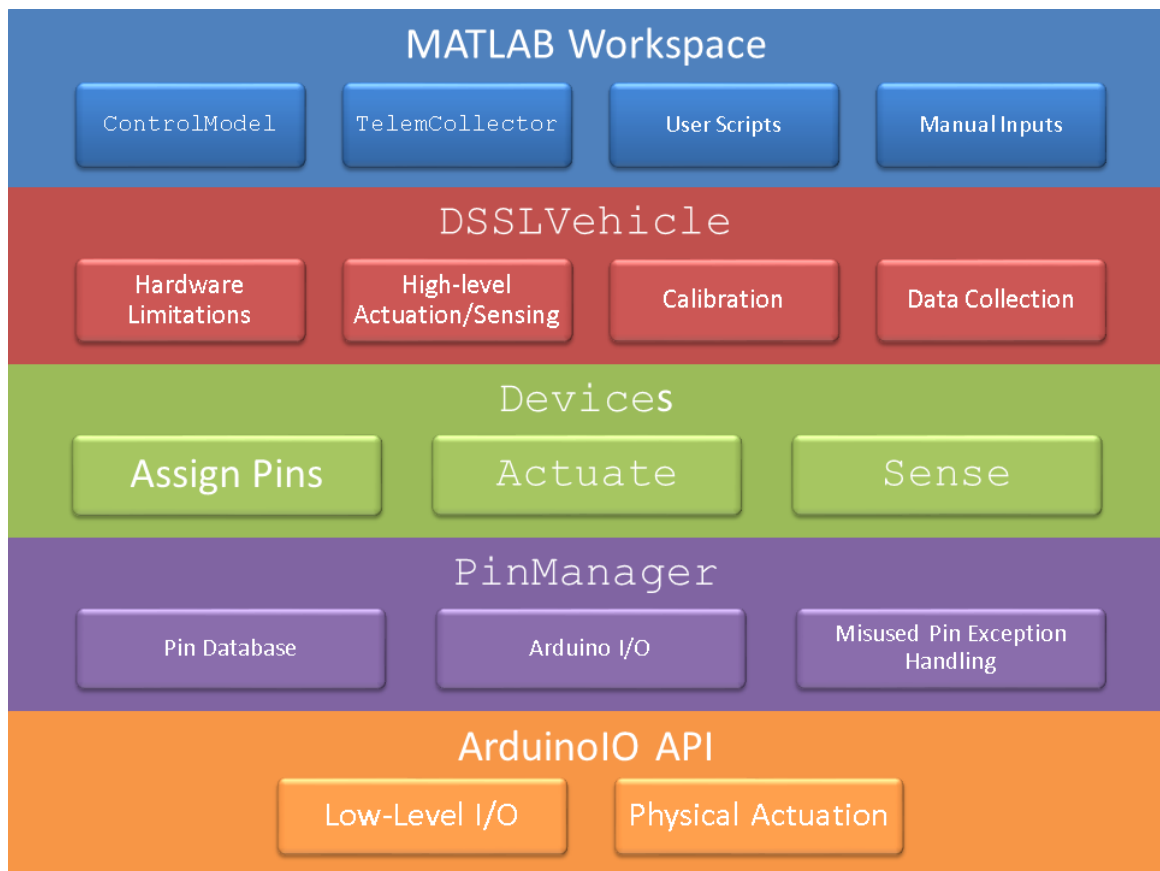 MATLAB Workspace
ControlModel
TelemCollector
User Scripts
Manual Inputs
DSSLVehicle
Hardware
Limitations
High-level
Actuation/Sensing
Calibration
Data Collection
Devices
Assign Pins
Actuate
Sense
PinManager
Pin Database
Arduino I/O
Misused Pin Exception
Handling
ArduinoIO API
Low-Level I/O
Physical Actuation